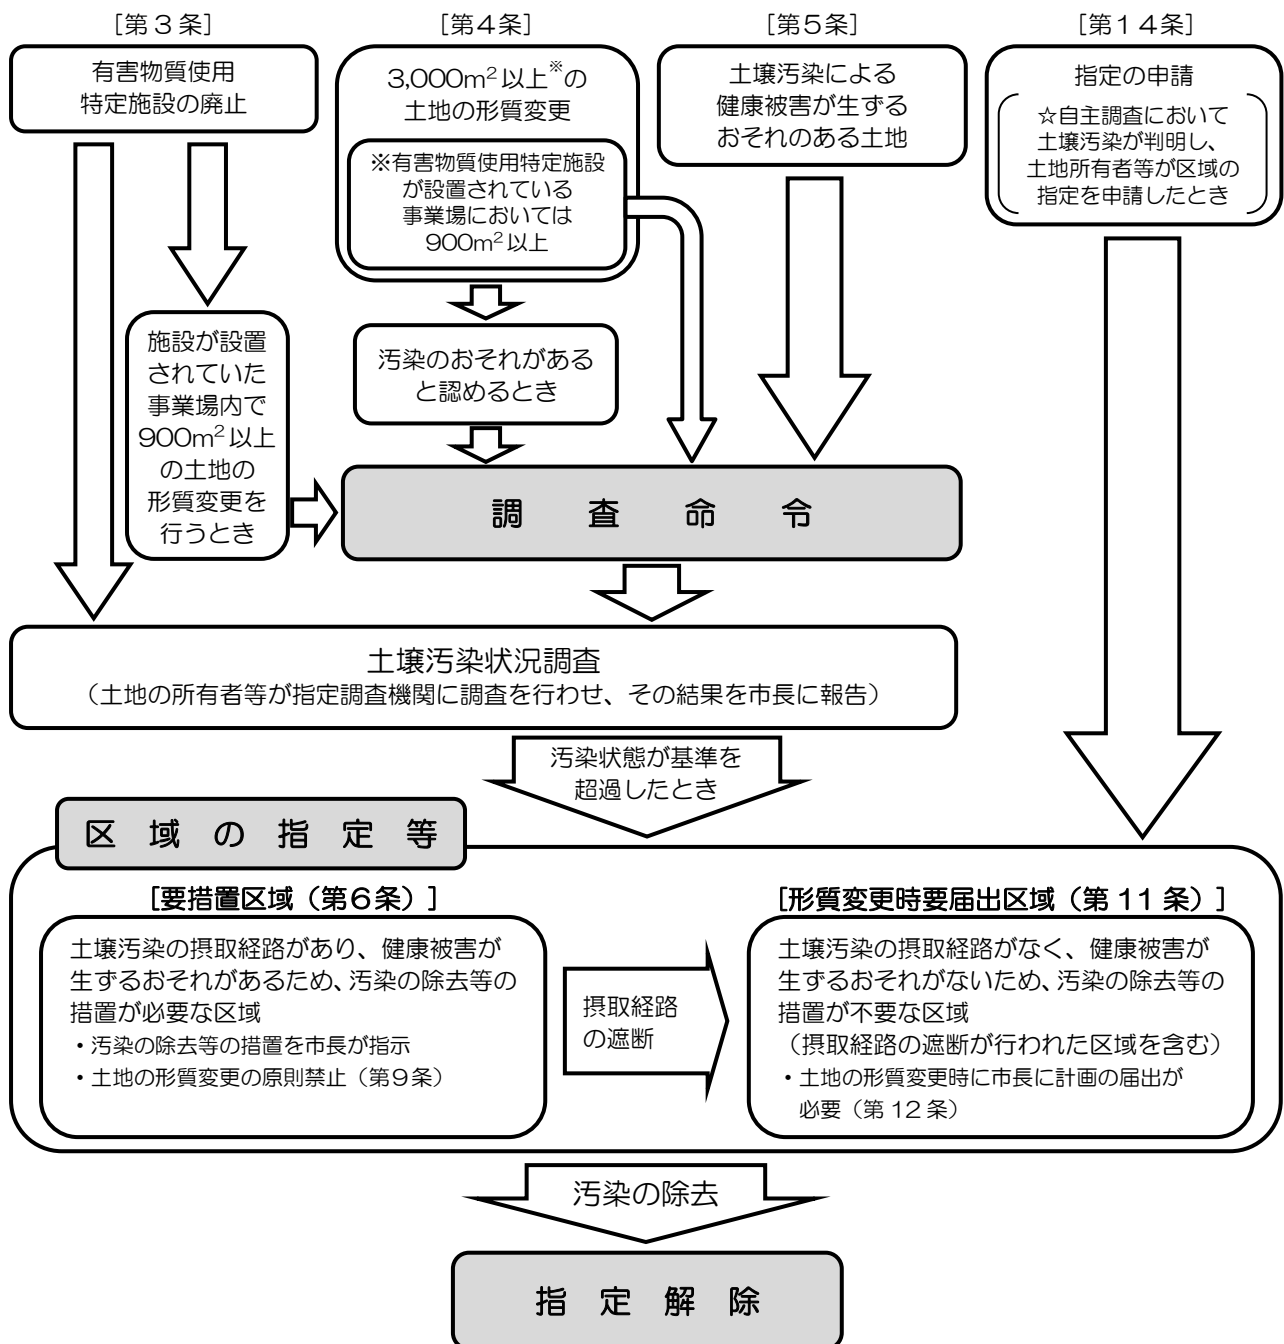 ［第３条］
有害物質使用
特定施設の廃止
［第４条］
3,000m²以上※の
土地の形質変更
※有害物質使用特定施設
が設置されている
事業場においては
900m²以上
［第５条］
土壌汚染による
健康被害が生ずる
おそれのある土地
［第１４条］
指定の申請
☆自主調査において
土壌汚染が判明し、
土地所有者等が区域の
指定を申請したとき
施設が設置
されていた
事業場内で
900m²以上
の土地の
形質変更を
行うとき
汚染のおそれがある
と認めるとき
調査命令
土壌汚染状況調査
（土地の所有者等が指定調査機関に調査を行わせ、その結果を市長に報告）
汚染状態が基準を
超過したとき
区域の指定等
［要措置区域（第６条）］
土壌汚染の摂取経路があり、健康被害が
生ずるおそれがあるため、汚染の除去等の
措置が必要な区域
・汚染の除去等の措置を市長が指示
・土地の形質変更の原則禁止（第９条）
摂取経路
の遮断
［形質変更時要届出区域（第 11 条）］
土壌汚染の摂取経路がなく、健康被害が
生ずるおそれがないため、汚染の除去等の
措置が不要な区域
（摂取経路の遮断が行われた区域を含む）
・土地の形質変更時に市長に計画の届出が
必要（第 12 条）
汚染の除去
指定解除